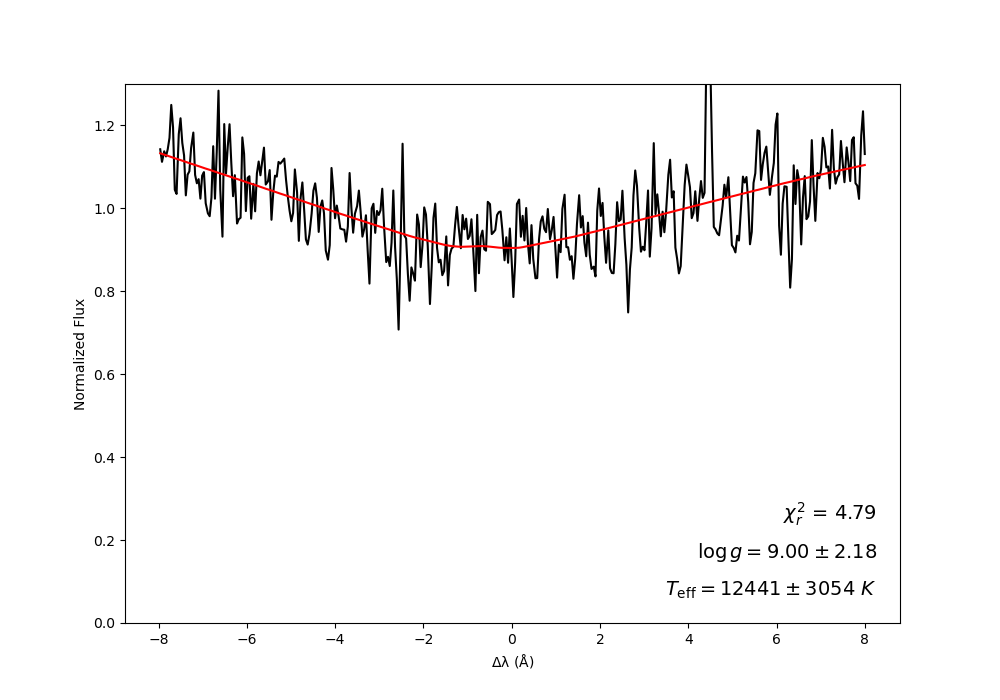 1.2
1.0
0.8
0.6
0.4
0.2
0.0
Normalized Flux
χ²ᵣ = 4.79
log g = 9.00 ± 2.18
T_eff = 12441 ± 3054 K
−8 −6 −4 −2 0 2 4 6 8
Δλ (Å)